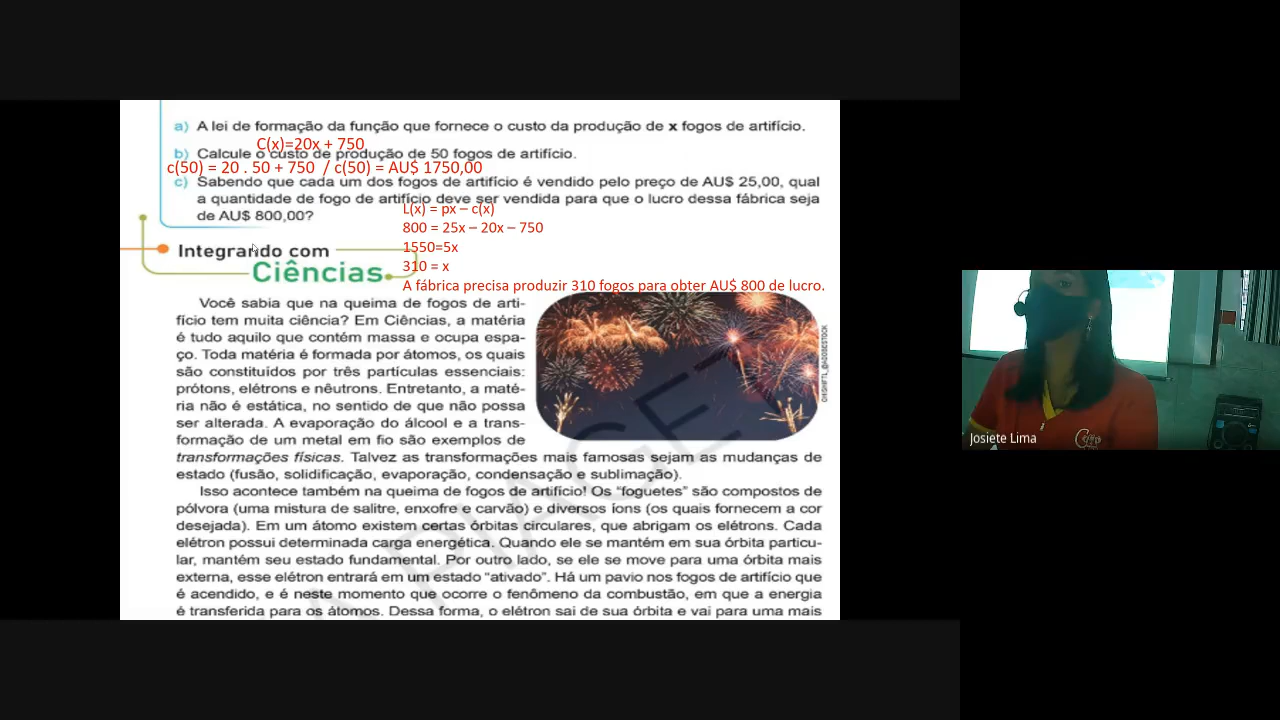 a) A lei de formação da função que fornece o custo da produção de x fogos de artifício.
C(x)=20x + 750
b) Calcule o custo de produção de 50 fogos de artifício.
c(50) = 20 . 50 + 750 / c(50) = AU$ 1750,00
c) Sabendo que cada um dos fogos de artifício é vendido pelo preço de AU$ 25,00, qual
a quantidade de fogo de artifício deve ser vendida para que o lucro dessa fábrica seja
de AU$ 800,00?
L(x) = px – c(x)
800 = 25x – 20x – 750
1550=5x
310 = x
A fábrica precisa produzir 310 fogos para obter AU$ 800 de lucro.
Integrando com
Ciências
Você sabia que na queima de fogos de arti-
fício tem muita ciência? Em Ciências, a matéria
é tudo aquilo que contém massa e ocupa espa-
ço. Toda matéria é formada por átomos, os quais
são constituídos por três partículas essenciais:
prótons, elétrons e nêutrons. Entretanto, a maté-
ria não é estática, no sentido de que não possa
ser alterada. A evaporação do álcool e a trans-
formação de um metal em fio são exemplos de
transformações físicas. Talvez as transformações mais famosas sejam as mudanças de
estado (fusão, solidificação, evaporação, condensação e sublimação).
Isso acontece também na queima de fogos de artifício! Os “foguetes” são compostos de
pólvora (uma mistura de salitre, enxofre e carvão) e diversos íons (os quais fornecem a cor
desejada). Em um átomo existem certas órbitas circulares, que abrigam os elétrons. Cada
elétron possui determinada carga energética. Quando ele se mantém em sua órbita particu-
lar, mantém seu estado fundamental. Por outro lado, se ele se move para uma órbita mais
externa, esse elétron entrará em um estado “ativado”. Há um pavio nos fogos de artifício que
é acendido, e é neste momento que ocorre o fenômeno da combustão, em que a energia
é transferida para os átomos. Dessa forma, o elétron sai de sua órbita e vai para uma mais
PIAGET
Josiete Lima